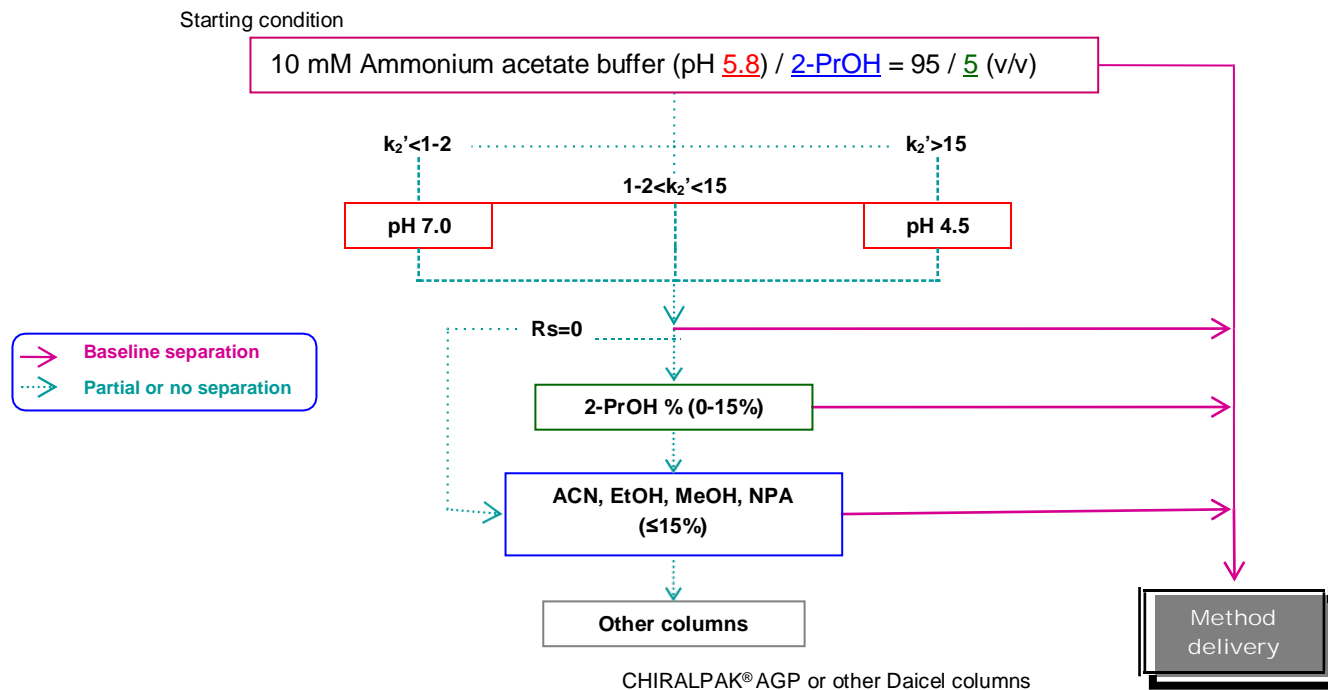 Starting condition
10 mM Ammonium acetate buffer (pH 5.8) / 2-PrOH = 95 / 5 (v/v)
k₂’<1-2
k₂’>15
1-2<k₂’<15
pH 7.0
pH 4.5
Rs=0
Baseline separation
Partial or no separation
2-PrOH % (0-15%)
ACN, EtOH, MeOH, NPA
(≤15%)
Other columns
Method
delivery
CHIRALPAK® AGP or other Daicel columns